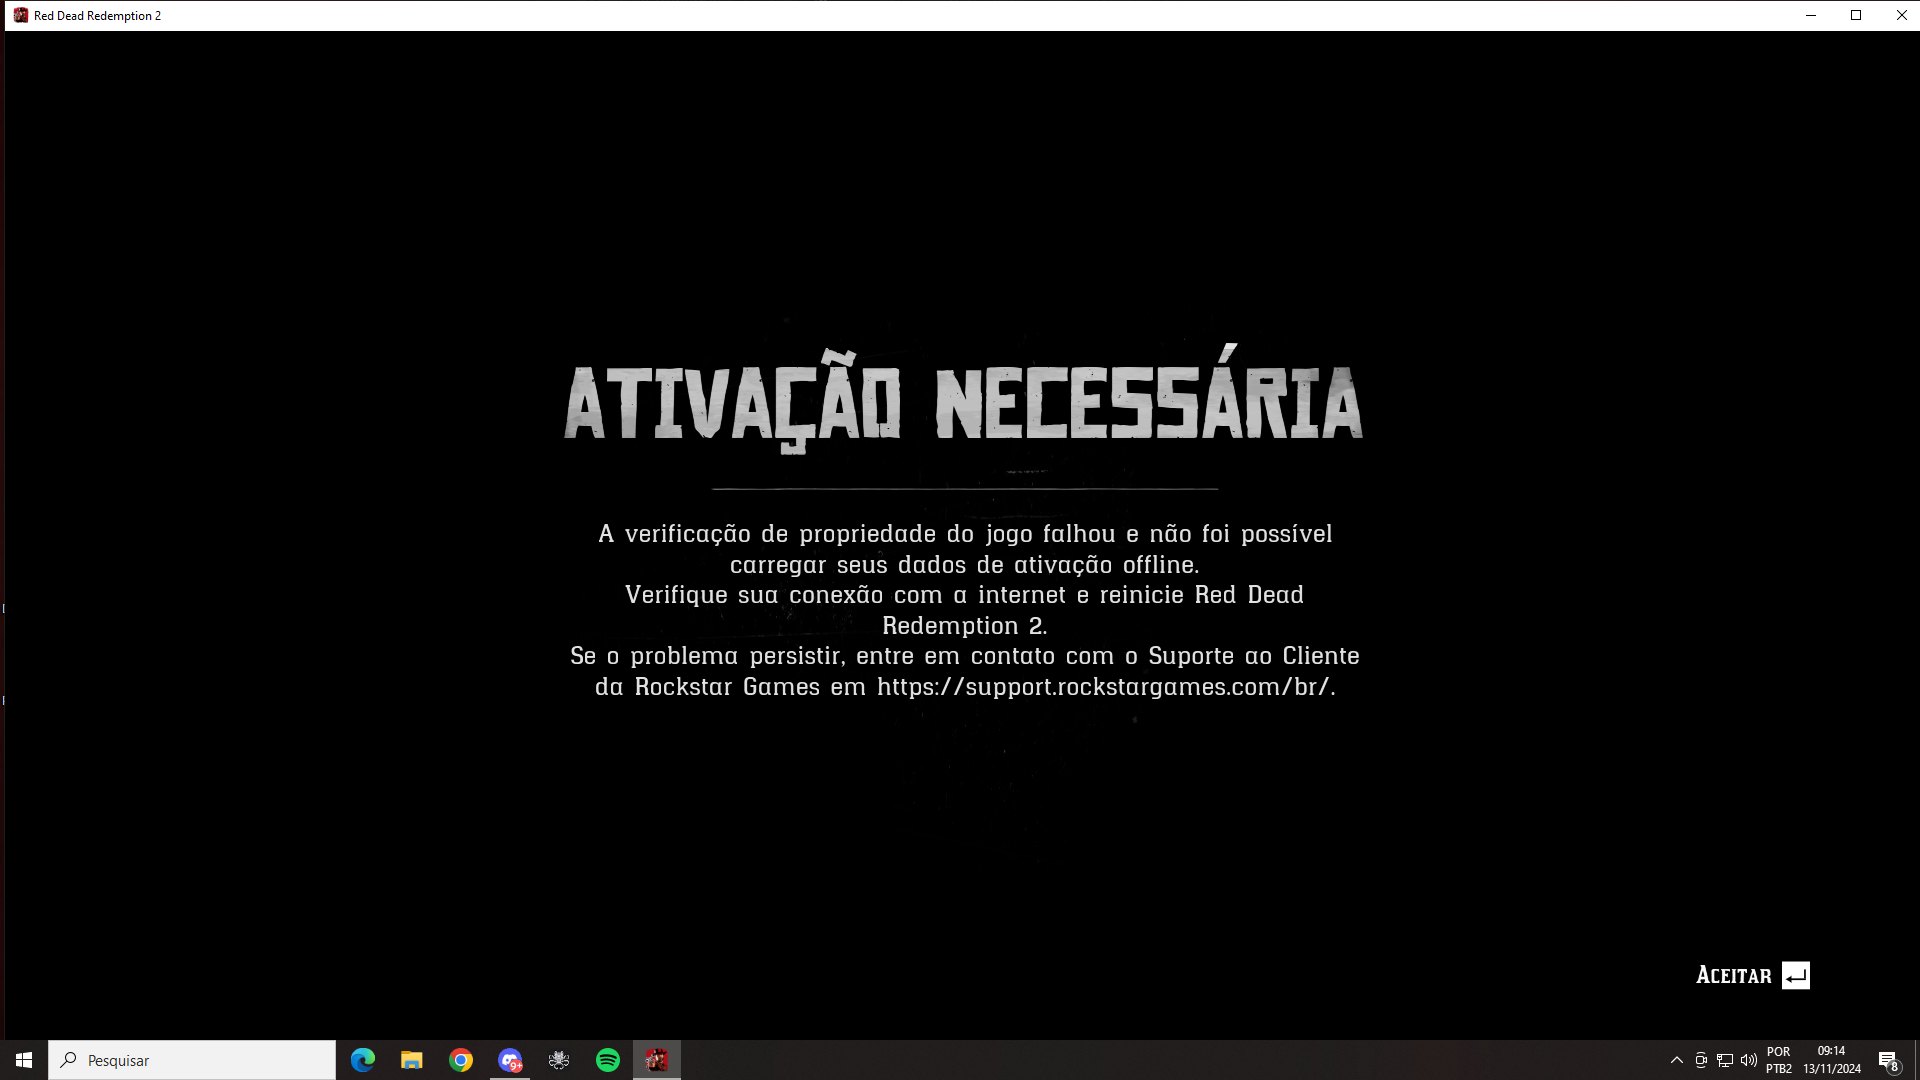 Red Dead Redemption 2
ATIVAÇÃO NECESSÁRIA
A verificação de propriedade do jogo falhou e não foi possível
carregar seus dados de ativação offline.
Verifique sua conexão com a internet e reinicie Red Dead
Redemption 2.
Se o problema persistir, entre em contato com o Suporte ao Cliente
da Rockstar Games em https://support.rockstargames.com/br/.
ACEITAR
Pesquisar
9+
POR
PTB2
09:14
13/11/2024
8